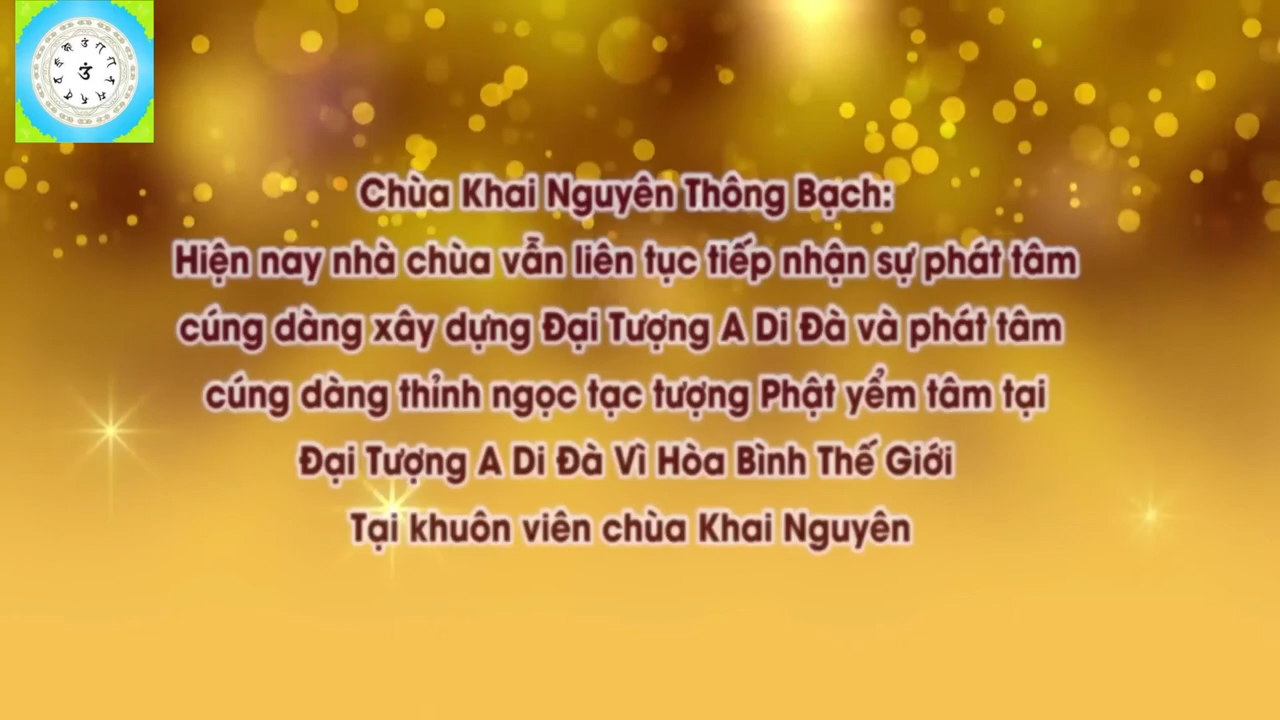 Chùa Khai Nguyên Thông Bạch:
Hiện nay nhà chùa vẫn liên tục tiếp nhận sự phát tâm
cúng dàng xây dựng Đại Tượng A Di Đà và phát tâm
cúng dàng thỉnh ngọc tạc tượng Phật yểm tâm tại
Đại Tượng A Di Đà Vì Hòa Bình Thế Giới
Tại khuôn viên chùa Khai Nguyên